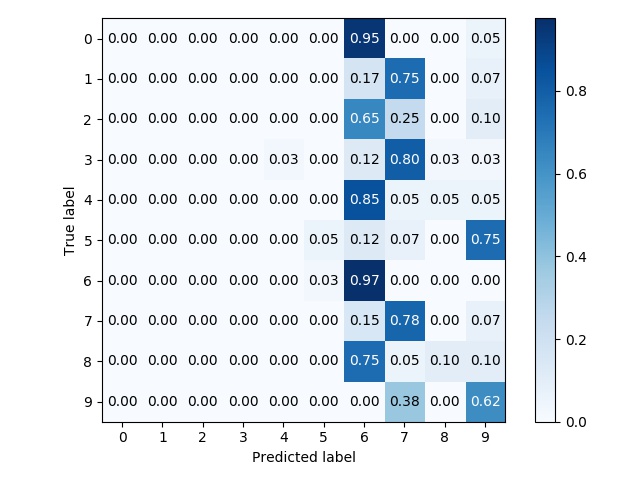 0 0.00 0.00 0.00 0.00 0.00 0.00 0.95 0.00 0.00 0.05
1 0.00 0.00 0.00 0.00 0.00 0.00 0.17 0.75 0.00 0.07
0.8
2 0.00 0.00 0.00 0.00 0.00 0.00 0.65 0.25 0.00 0.10
3 0.00 0.00 0.00 0.00 0.03 0.00 0.12 0.80 0.03 0.03
0.6
True label
4 0.00 0.00 0.00 0.00 0.00 0.00 0.85 0.05 0.05 0.05
5 0.00 0.00 0.00 0.00 0.00 0.05 0.12 0.07 0.00 0.75
0.4
6 0.00 0.00 0.00 0.00 0.00 0.03 0.97 0.00 0.00 0.00
7 0.00 0.00 0.00 0.00 0.00 0.00 0.15 0.78 0.00 0.07
0.2
8 0.00 0.00 0.00 0.00 0.00 0.00 0.75 0.05 0.10 0.10
9 0.00 0.00 0.00 0.00 0.00 0.00 0.00 0.38 0.00 0.62
0.0
0 1 2 3 4 5 6 7 8 9
Predicted label